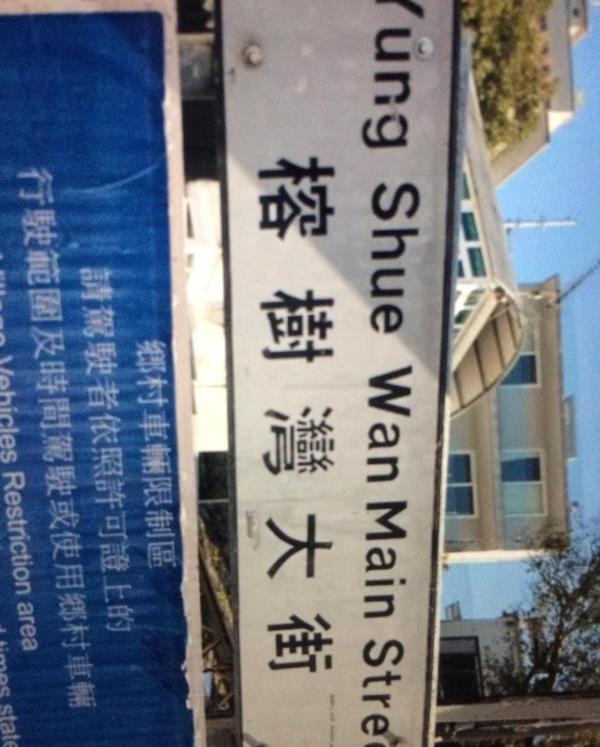 Yung Shue Wan Main Stre
榕樹灣大街
鄉村車輛限制區
請駕駛者依照許可證上的
行駛範圍及時間駕駛或使用鄉村車輛
Village Vehicles Restriction area